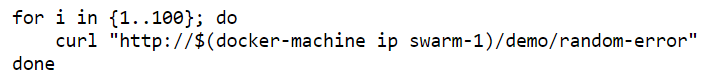 for i in {1..100}; do
    curl "http://$(docker-machine ip swarm-1)/demo/random-error"
done